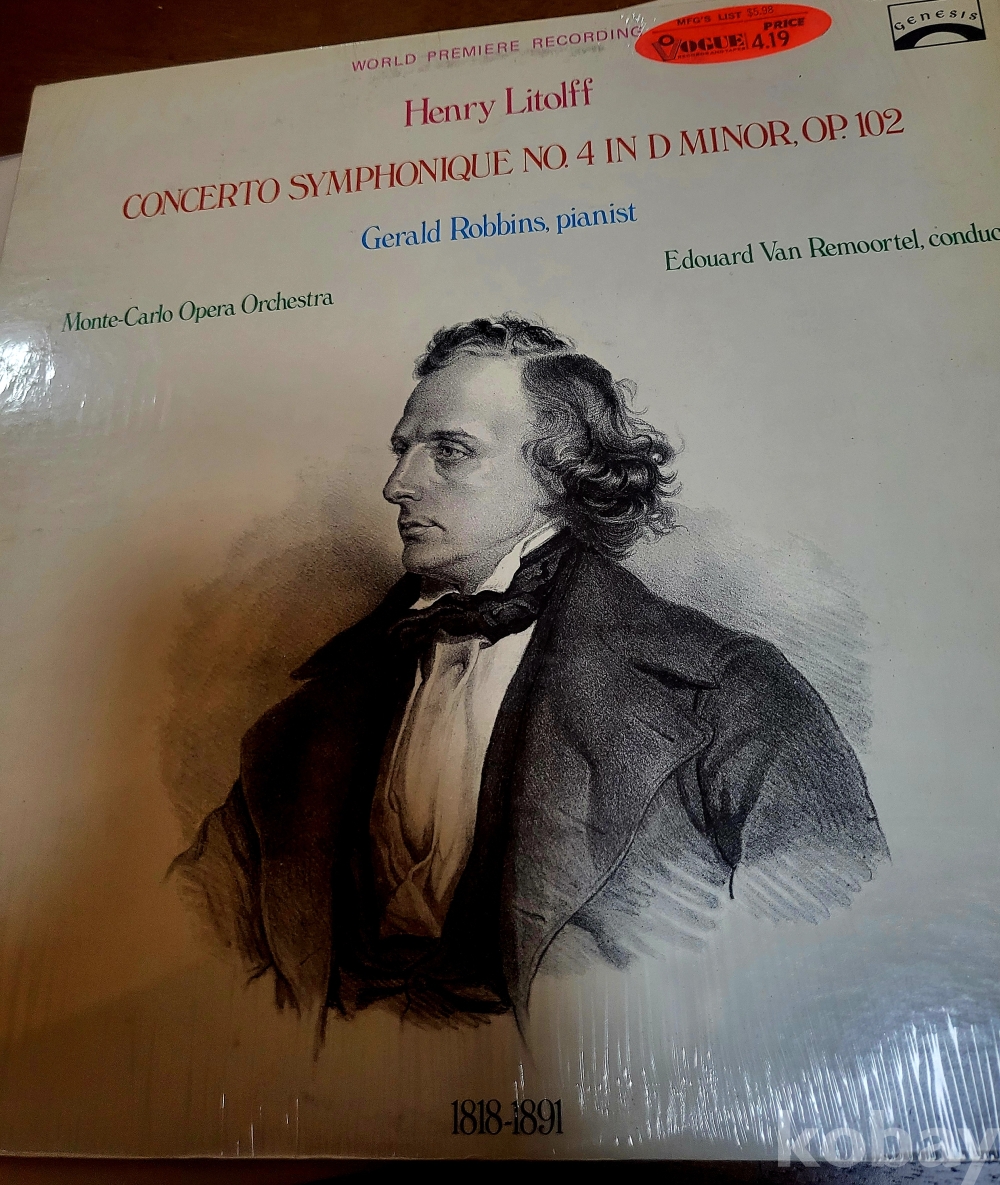 WORLD PREMIERE RECORDING
MFG'S LIST $5.98
VOGUE
PRICE
4.19
GENESIS
Henry Litolff
CONCERTO SYMPHONIQUE NO. 4 IN D MINOR, OP. 102
Gerald Robbins, pianist
Edouard Van Remoortel, conduc
Monte-Carlo Opera Orchestra
1818-1891
kobay